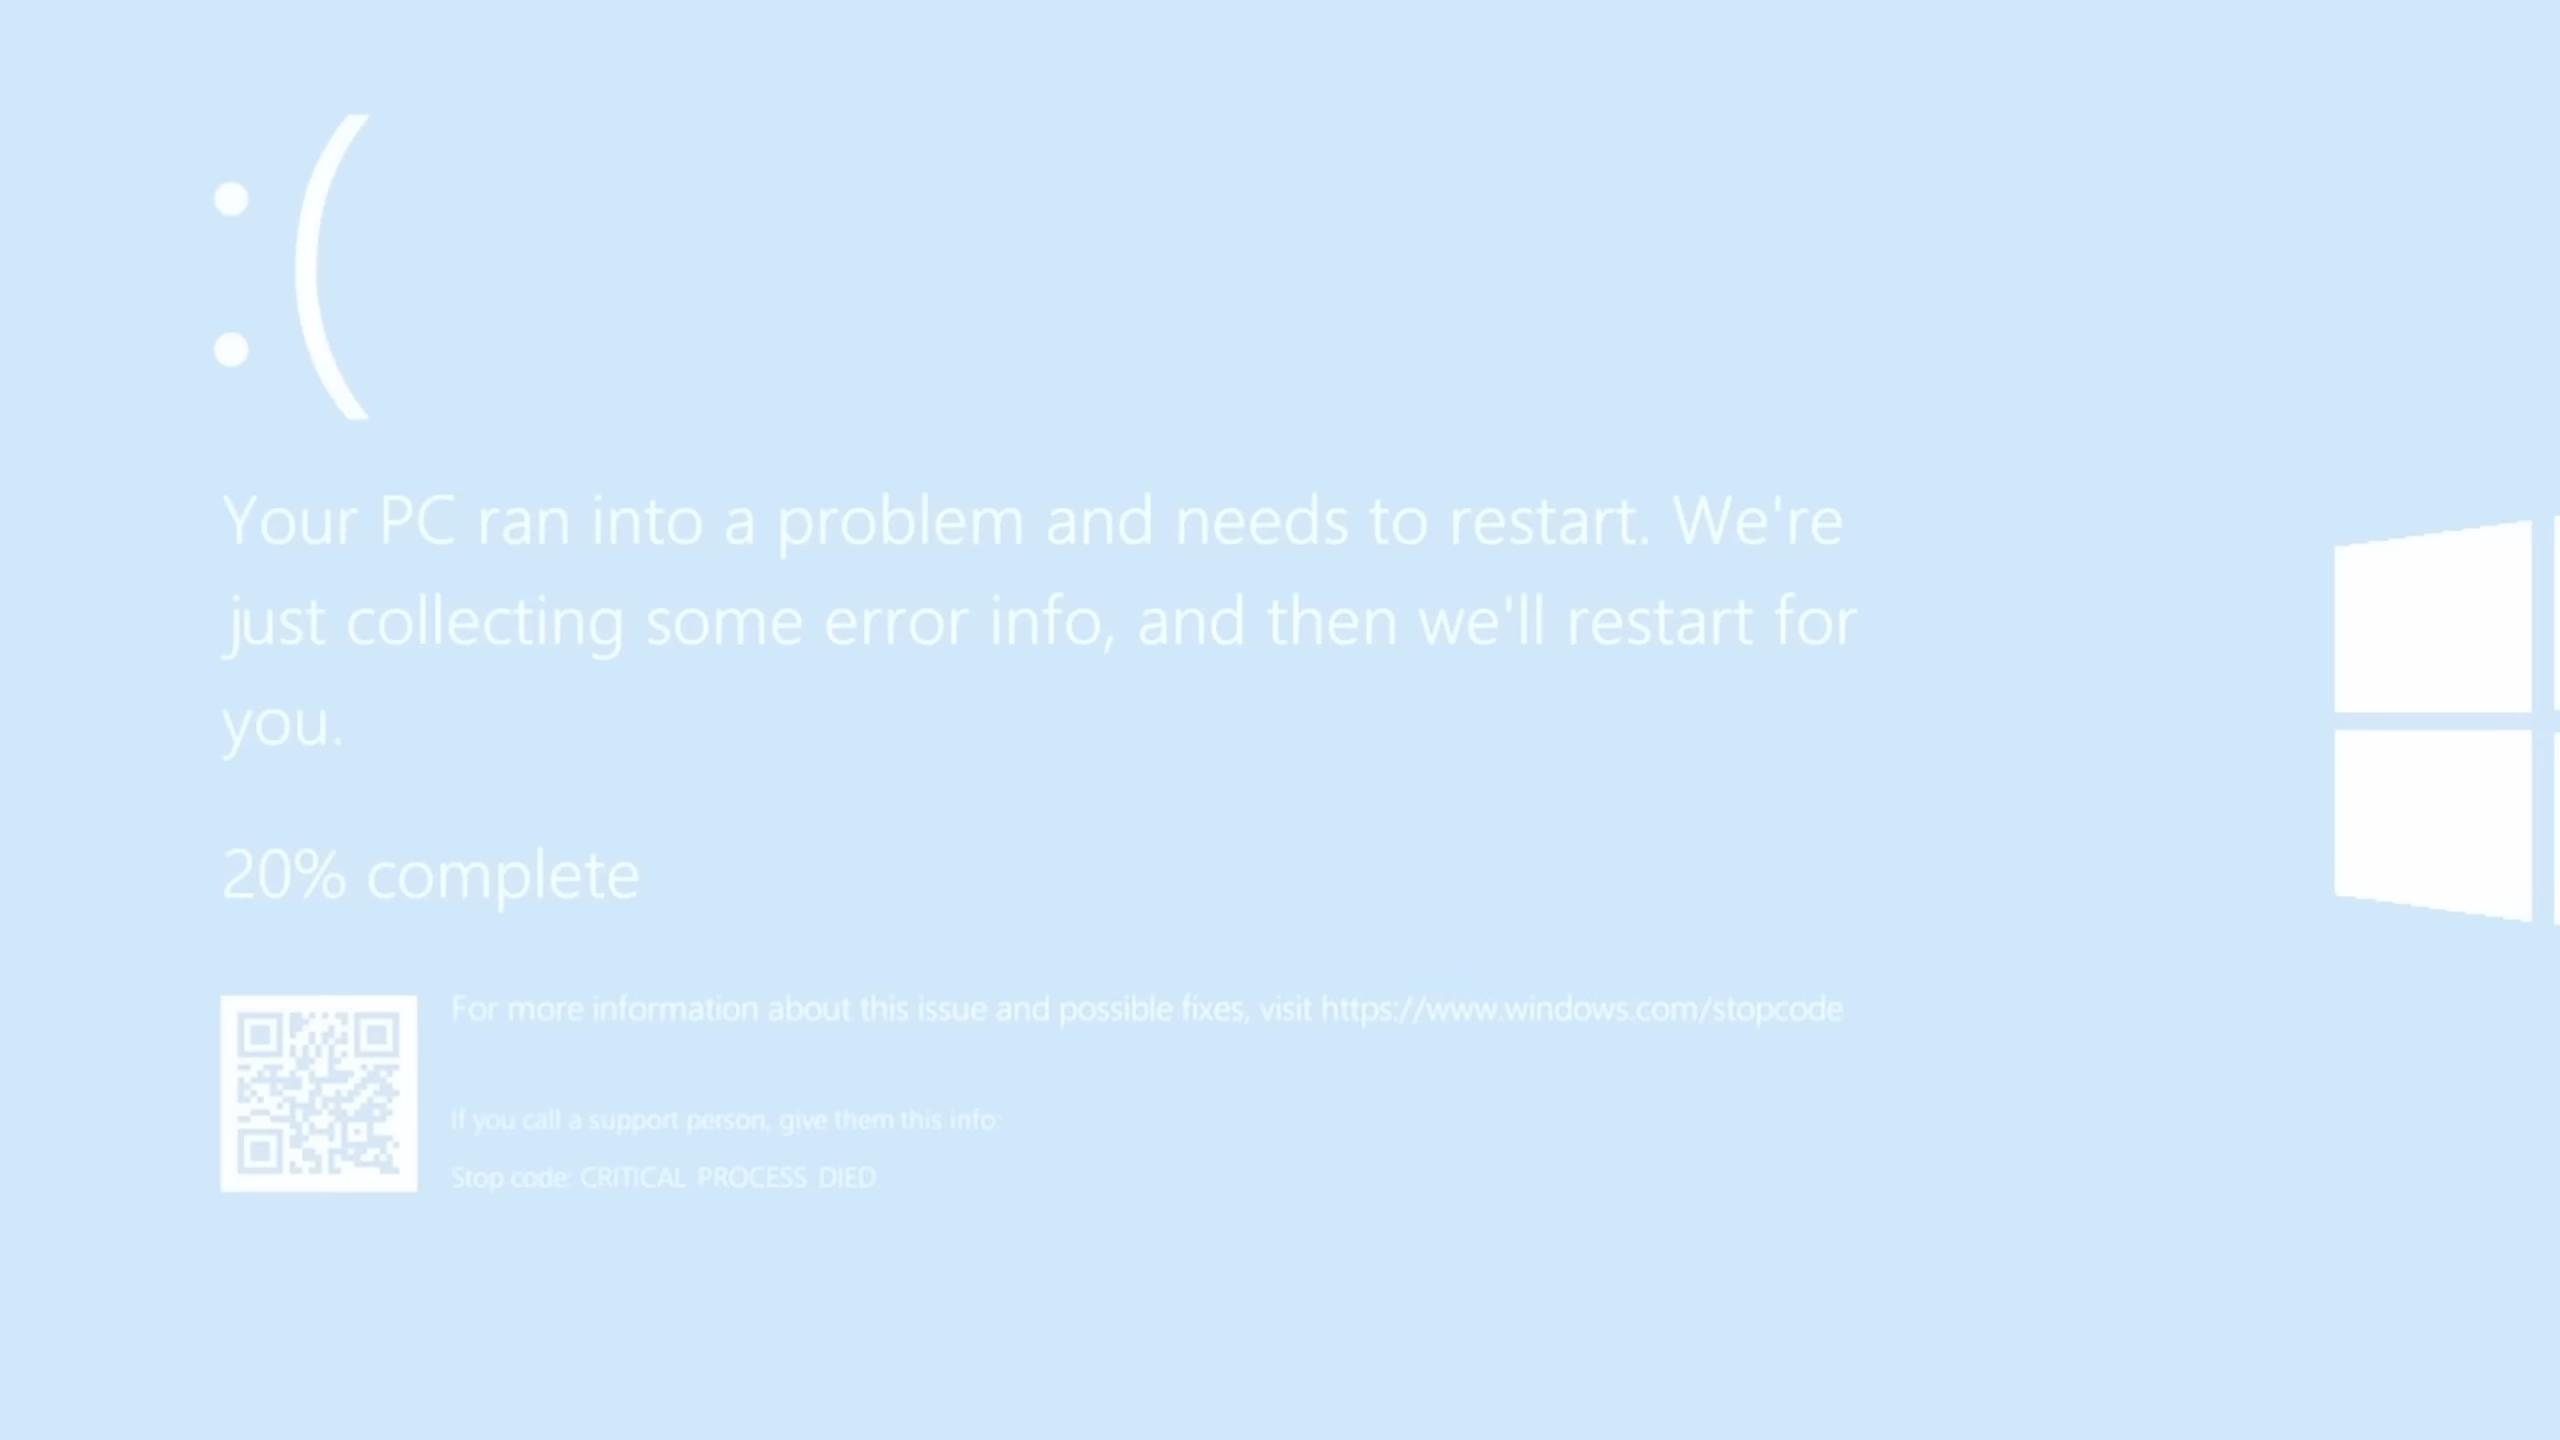 :(
Your PC ran into a problem and needs to restart. We're
just collecting some error info, and then we'll restart for
you.
20% complete
For more information about this issue and possible fixes, visit https://www.windows.com/stopcode
If you call a support person, give them this info:
Stop code: CRITICAL_PROCESS_DIED